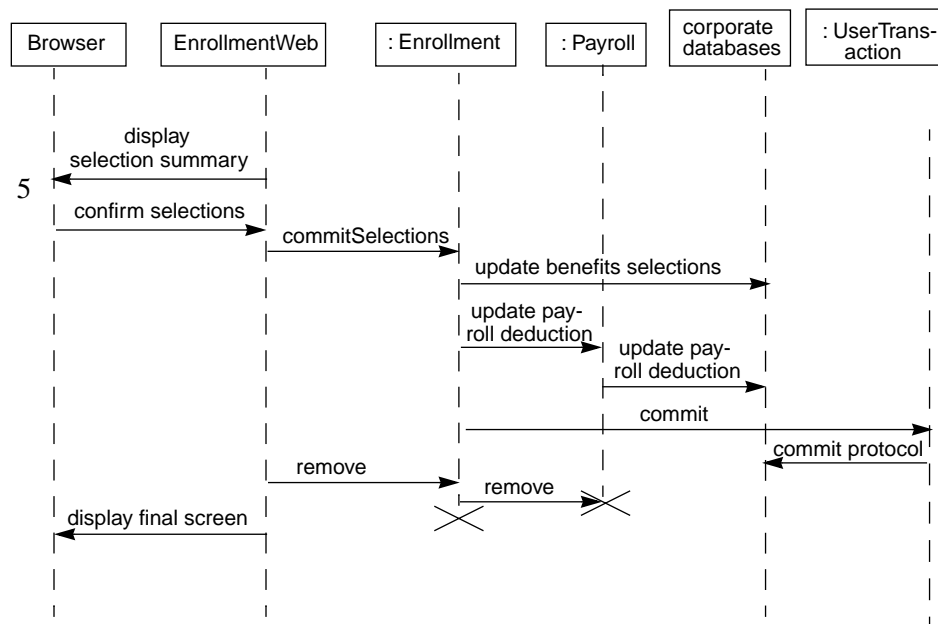 Browser
EnrollmentWeb
: Enrollment
: Payroll
corporate
databases
: UserTrans-
action
display
selection summary
5
confirm selections
commitSelections
update benefits selections
update pay-
roll deduction
update pay-
roll deduction
commit
commit protocol
remove
remove
display final screen